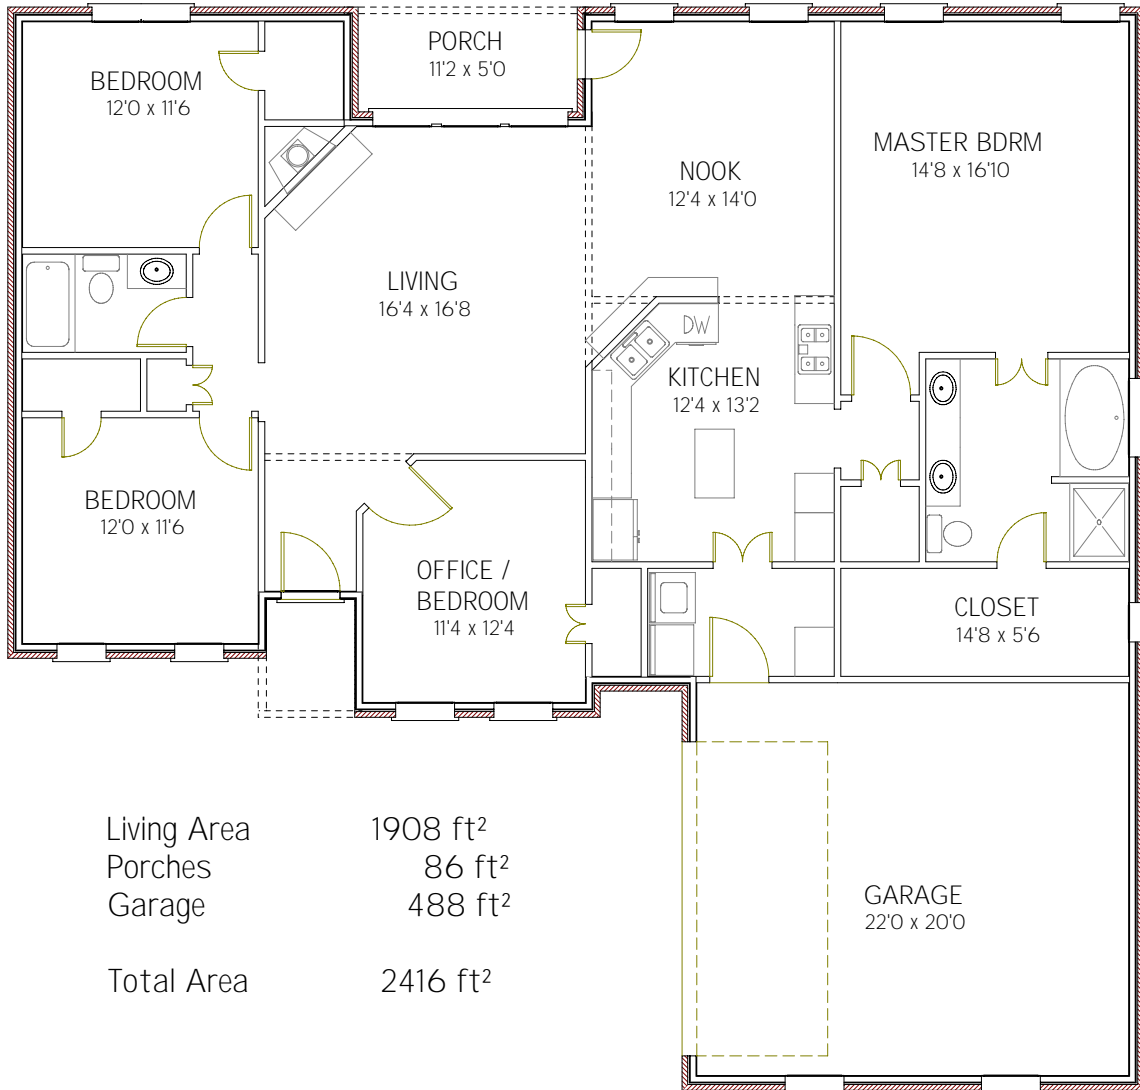 PORCH
11'2 x 5'0
BEDROOM
12'0 x 11'6
MASTER BDRM
14'8 x 16'10
NOOK
12'4 x 14'0
LIVING
16'4 x 16'8
DW
KITCHEN
12'4 x 13'2
BEDROOM
12'0 x 11'6
OFFICE /
BEDROOM
11'4 x 12'4
CLOSET
14'8 x 5'6
GARAGE
22'0 x 20'0
Living Area 1908 ft²
Porches 86 ft²
Garage 488 ft²
Total Area 2416 ft²